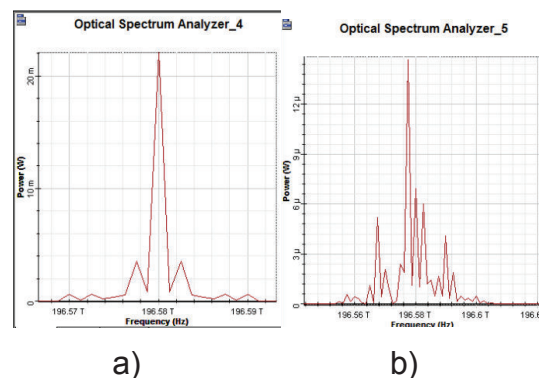 Optical Spectrum Analyzer_4
Power (W)
20 m
10 m
0
196.57 T
196.58 T
196.59 T
Frequency (Hz)
a)
Optical Spectrum Analyzer_5
Power (W)
12 µ
9 µ
6 µ
3 µ
0
196.56 T
196.58 T
196.6 T
Frequency (Hz)
b)